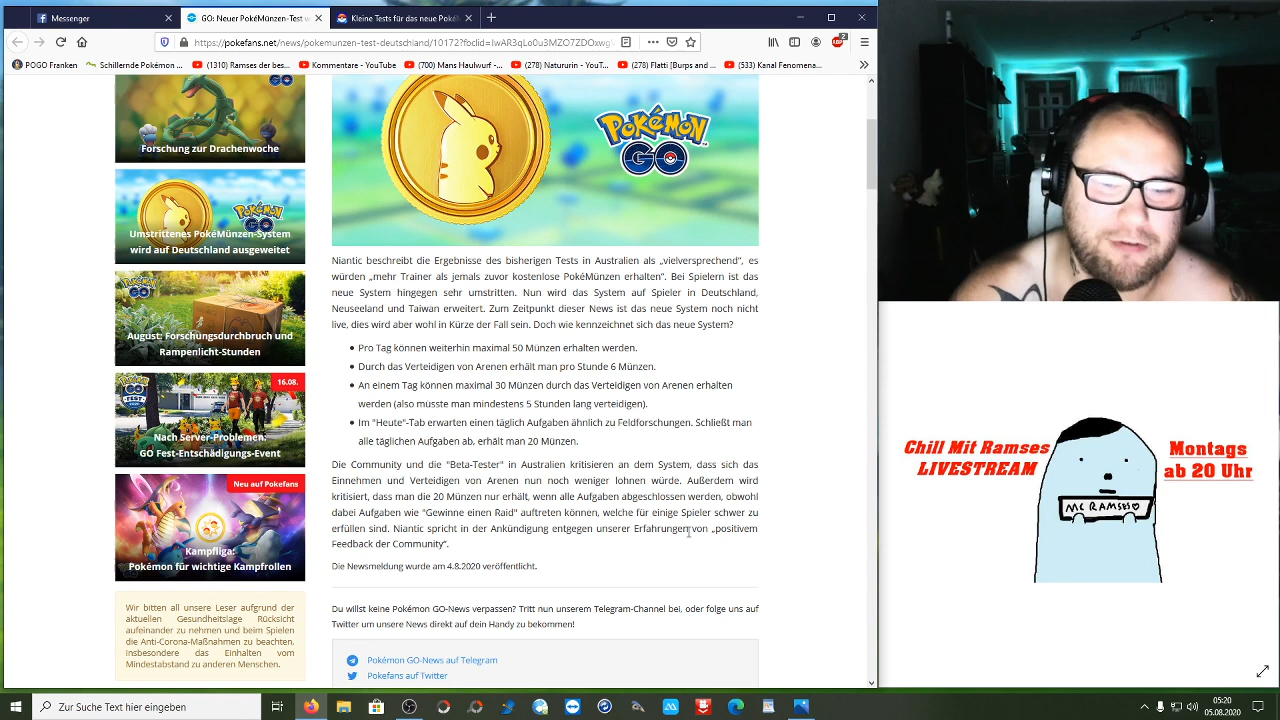 Messenger
GO: Neuer PokéMünzen-Test w
Kleine Tests für das neue Poké
https://pokefans.net/news/pokemunzen-test-deutschland/10172?fbclid=IwAR3qLo0u3MZO7ZDOxwg
2
POGO Franken
Schillernde Pokémon ...
(1310) Ramses der bes...
Kommentare - YouTube
(700) Mans Haulwurf -...
(278) Natururin - YouT...
(278) Flatti [Burps and ...
(533) Kanal Fenomena...
GO
Forschung zur Drachenwoche
POKÉMON
GO
Umstrittenes PokéMünzen-System
wird auf Deutschland ausgeweitet
August: Forschungsdurchbruch und
Rampenlicht-Stunden
16.08.
Nach Server-Problemen:
GO Fest-Entschädigungs-Event
Neu auf Pokefans
Kampfliga:
Pokémon für wichtige Kampfrollen
Wir bitten all unsere Leser aufgrund der
aktuellen Gesundheitslage Rücksicht
aufeinander zu nehmen und beim Spielen
die Anti-Corona-Maßnahmen zu beachten,
insbesondere das Einhalten vom
Mindestabstand zu anderen Menschen.
POKÉMON
GO
Niantic beschreibt die Ergebnisse des bisherigen Tests in Australien als „vielversprechend“, es
würden „mehr Trainer als jemals zuvor kostenlose PokéMünzen erhalten“. Bei Spielern ist das
neue System hingegen sehr umstritten. Nun wird das System auf Spieler in Deutschland,
Neuseeland und Taiwan erweitert. Zum Zeitpunkt dieser News ist das neue System noch nicht
live, dies wird aber wohl in Kürze der Fall sein. Doch wie kennzeichnet sich das neue System?
Pro Tag können weiterhin maximal 50 Münzen erhalten werden.
Durch das Verteidigen von Arenen erhält man pro Stunde 6 Münzen.
An einem Tag können maximal 30 Münzen durch das Verteidigen von Arenen erhalten
werden (also müsste man mindestens 5 Stunden lang verteidigen).
Im "Heute"-Tab erwarten einen täglich Aufgaben ähnlich zu Feldforschungen. Schließt man
alle täglichen Aufgaben ab, erhält man 20 Münzen.
Die Community und die "Beta-Tester" in Australien kritisieren an dem System, dass sich das
Einnehmen und Verteidigen von Arenen nun noch weniger lohnen würde. Außerdem wird
kritisiert, dass man die 20 Münzen nur erhält, wenn alle Aufgaben abgeschlossen werden, obwohl
dabei Aufgaben wie "Gewinne einen Raid" auftreten können, welche für einige Spieler schwer zu
erfüllen sind. Niantic spricht in der Ankündigung entgegen unserer Erfahrungen von „positivem
Feedback der Community“.
Die Newsmeldung wurde am 4.8.2020 veröffentlicht.
Du willst keine Pokémon GO-News verpassen? Tritt nun unserem Telegram-Channel bei, oder folge uns auf
Twitter um unsere News direkt auf dein Handy zu bekommen!
Pokémon GO-News auf Telegram
Pokefans auf Twitter
Chill Mit Ramses
LIVESTREAM
MC RAMSES
Montags
ab 20 Uhr
Zur Suche Text hier eingeben
05:20
05.08.2020